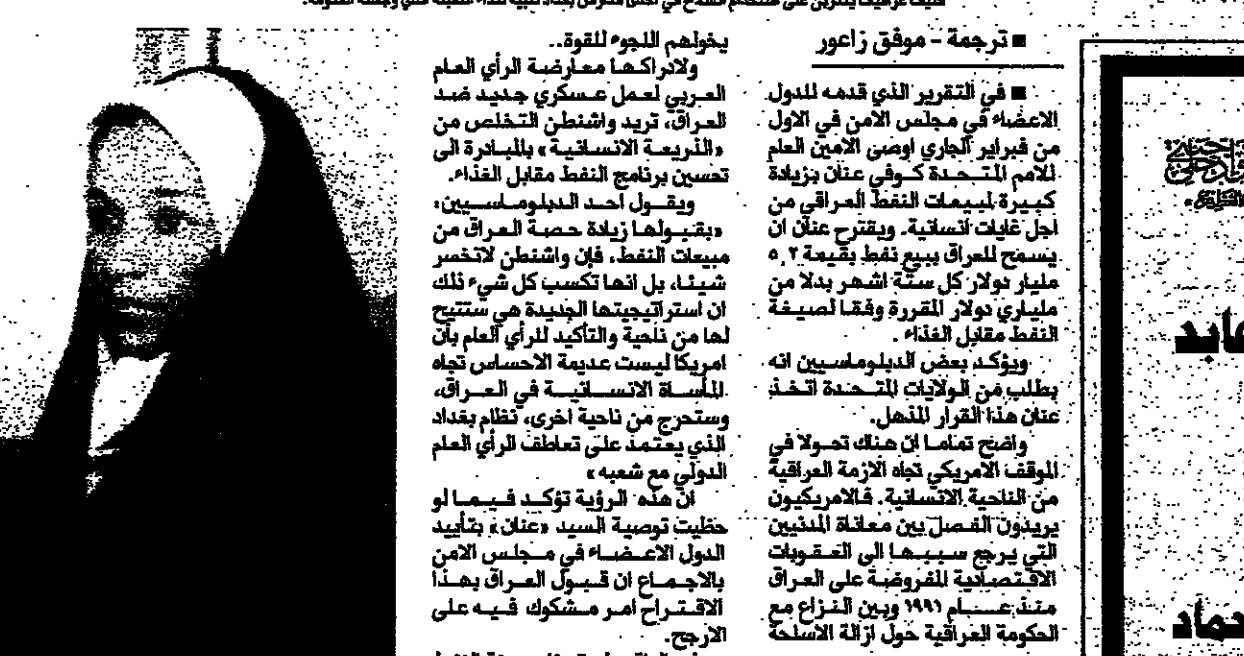 ■ ترجمة - موفق زاعور
■ في التقرير الذي قدمه للدول
الاعضاء في مجلس الامن في الاول
من فبراير الجاري اوصى الامين العام
للامم المتحدة كوفي عنان بزيادة
كبيرة لمبيعات النفط العراقي من
اجل غايات انسانية. ويقترح عنان ان
يسمح للعراق ببيع نفط بقيمة ٥,٢
مليار دولار كل ستة اشهر بدلا من
ملياري دولار المقررة وفقا لصيغة
النفط مقابل الغذاء.
ويؤكد بعض الدبلوماسيين انه
بطلب من الولايات المتحدة اتخذ
عنان هذا القرار المذهل.
واضح تماما ان هناك تحولا في
الموقف الامريكي تجاه الازمة العراقية
من الناحية الانسانية. فالامريكيون
يريدون الفصل بين معاناة المدنيين
التي يرجع سببها الى العقوبات
الاقتصادية المفروضة على العراق
منذ عام ١٩٩١ وبين النزاع مع
الحكومة العراقية حول ازالة الاسلحة
يخولهم اللجوء للقوة..
ولادراكها معارضة الرأي العام
العربي لعمل عسكري جديد ضد
العراق، تريد واشنطن التخلص من
«الذريعة الانسانية» بالمبادرة الى
تحسين برنامج النفط مقابل الغذاء.
ويقول احد الدبلوماسيين:
«بقبولها زيادة حصة العراق من
مبيعات النفط، فإن واشنطن لاتخسر
شيئا، بل انها تكسب كل شيء ذلك
ان استراتيجيتها الجديدة هي ستتيح
لها من ناحية والتأكيد للرأي العام بأن
امريكا ليست عديمة الاحساس تجاه
المأساة الانسانية في العراق،
وستحرج من ناحية اخرى، نظام بغداد
الذي يعتمد على تعاطف الرأي العام
الدولي مع شعبه»
ان هذه الرؤية تؤكد فيما لو
حظيت توصية السيد «عنان» بتأييد
الدول الاعضاء في مجلس الامن
بالاجماع ان قبول العراق بهذا
الاقتراح امر مشكوك فيه على
الارجح.
عابد
حماد